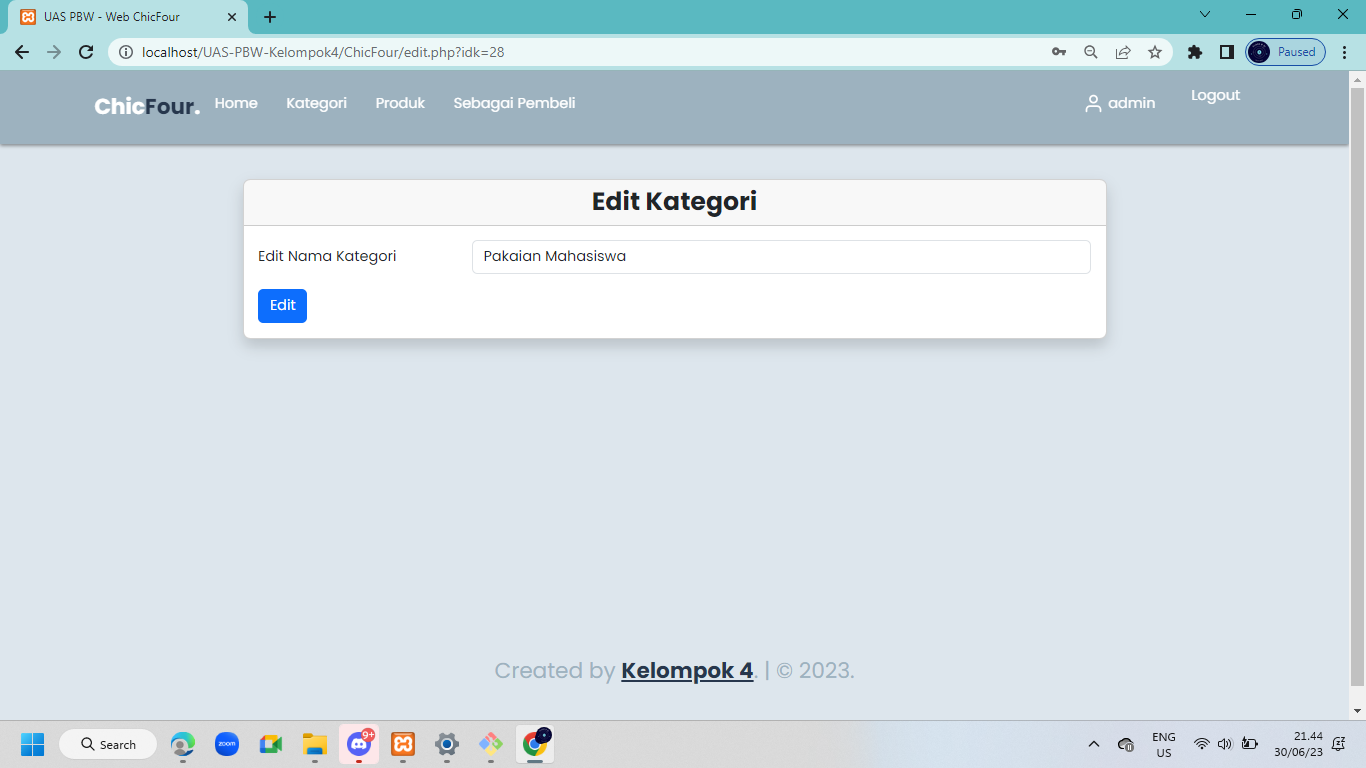 UAS PBW - Web ChicFour
localhost/UAS-PBW-Kelompok4/ChicFour/edit.php?idk=28
Paused
ChicFour. Home Kategori Produk Sebagai Pembeli admin Logout
Edit Kategori
Edit Nama Kategori Pakaian Mahasiswa
Edit
Created by Kelompok 4. | © 2023.
Search
zoom
9+
ENG
US
21.44
30/06/23